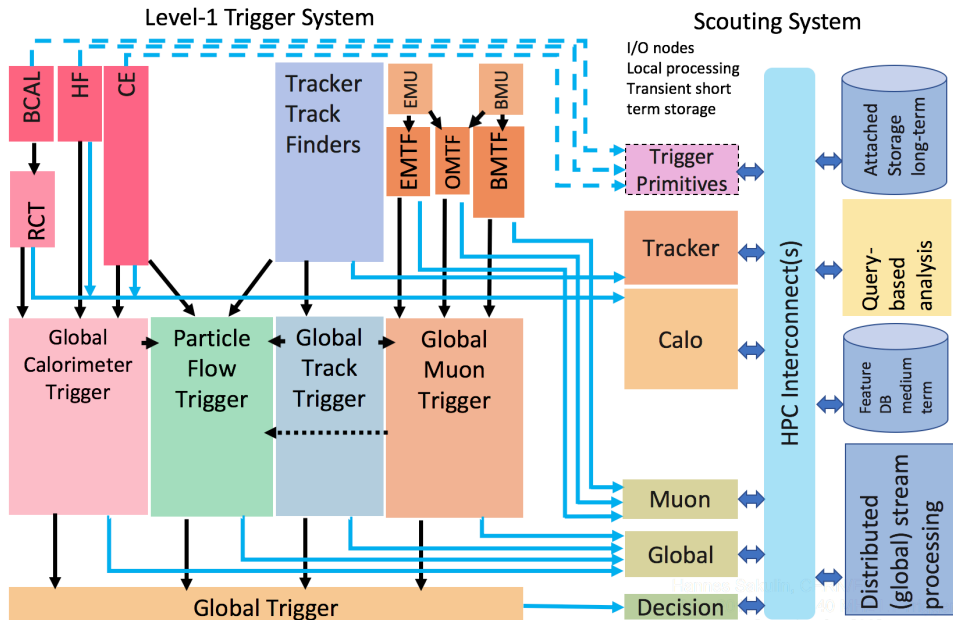 Level-1 Trigger System
Scouting System
I/O nodes
Local processing
Transient short
term storage
BCAL
HF
CE
Tracker
Track
Finders
EMU
BMU
EMTF
OMTF
BMTF
RCT
Trigger
Primitives
Tracker
Calo
Muon
Global
Decision
HPC Interconnect(s)
Attached
Storage
long-term
Query-
based
analysis
Feature
DB
medium
term
Distributed
(global) stream
processing
Global
Calorimeter
Trigger
Particle
Flow
Trigger
Global
Track
Trigger
Global
Muon
Trigger
Global Trigger